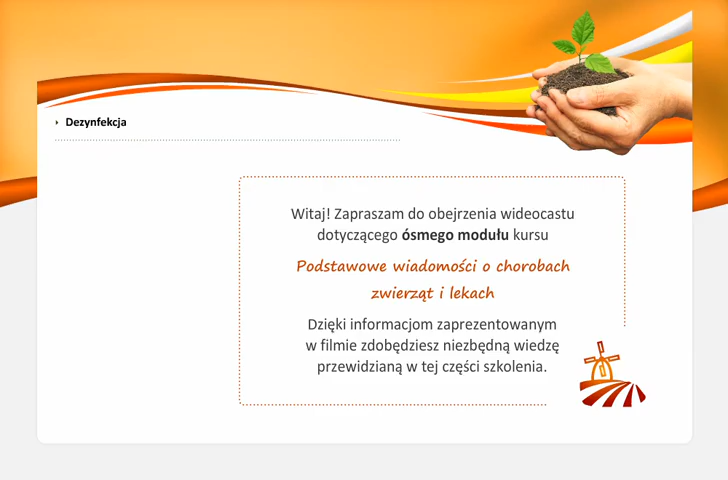 Dezynfekcja
Witaj! Zapraszam do obejrzenia wideocastu
dotyczącego ósmego modułu kursu
Podstawowe wiadomości o chorobach
zwierząt i lekach
Dzięki informacjom zaprezentowanym
w filmie zdobędziesz niezbędną wiedzę
przewidzianą w tej części szkolenia.